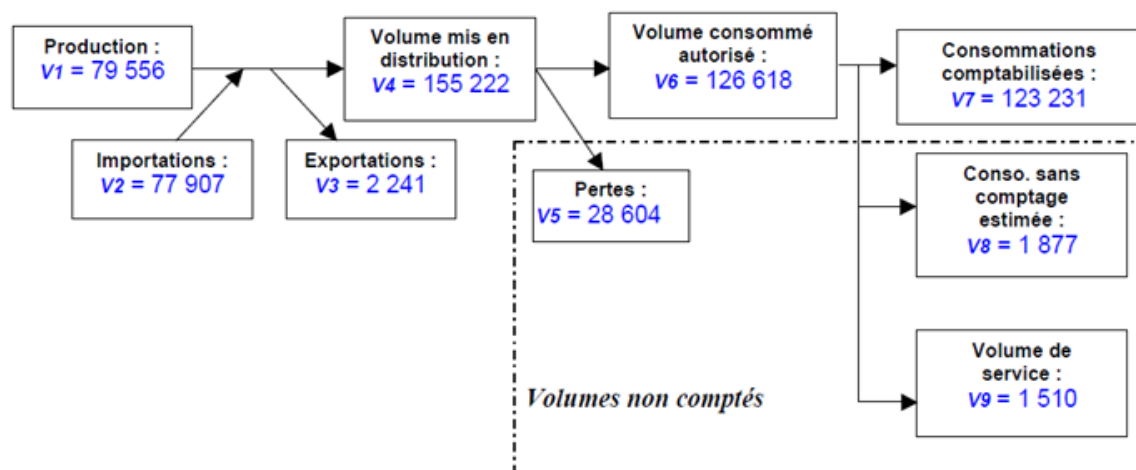 Production :
V1 = 79 556
Volume mis en
distribution :
V4 = 155 222
Volume consommé
autorisé :
V6 = 126 618
Consommations
comptabilisées :
V7 = 123 231
Importations :
V2 = 77 907
Exportations :
V3 = 2 241
Pertes :
V5 = 28 604
Conso. sans
comptage
estimée :
V8 = 1 877
Volume de
service :
V9 = 1 510
Volumes non comptés